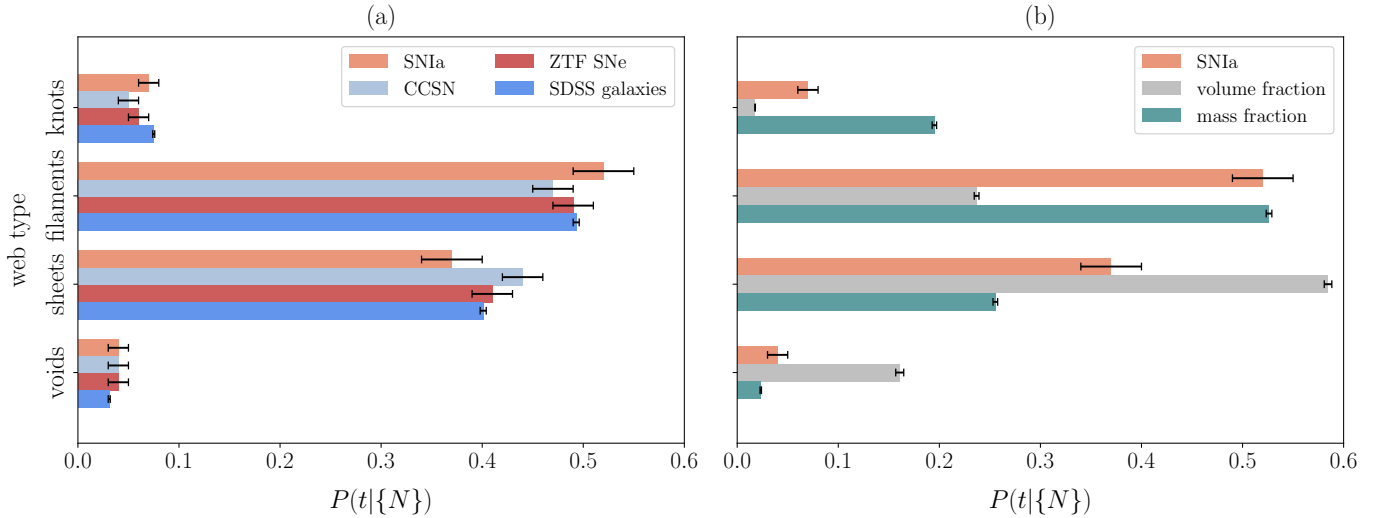 (a)
SNIa
CCSN
ZTF SNe
SDSS galaxies
web type
knots
filaments
sheets
voids
0.0 0.1 0.2 0.3 0.4 0.5 0.6
P(t|{N})
(b)
SNIa
volume fraction
mass fraction
0.0 0.1 0.2 0.3 0.4 0.5 0.6
P(t|{N})